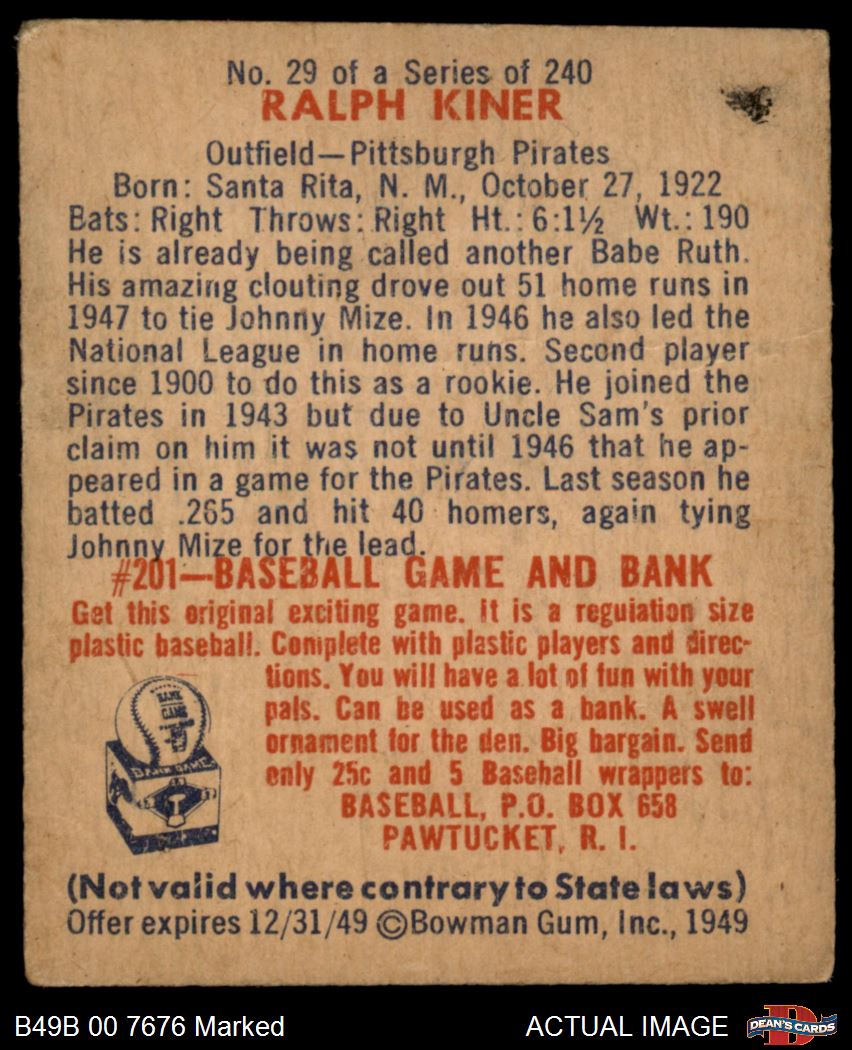 No. 29 of a Series of 240
RALPH KINER
Outfield—Pittsburgh Pirates
Born: Santa Rita, N. M., October 27, 1922
Bats: Right Throws: Right Ht.: 6:1½ Wt.: 190
He is already being called another Babe Ruth.
His amazing clouting drove out 51 home runs in
1947 to tie Johnny Mize. In 1946 he also led the
National League in home runs. Second player
since 1900 to do this as a rookie. He joined the
Pirates in 1943 but due to Uncle Sam's prior
claim on him it was not until 1946 that he ap-
peared in a game for the Pirates. Last season he
batted .265 and hit 40 homers, again tying
Johnny Mize for the lead.
#201—BASEBALL GAME AND BANK
Get this original exciting game. It is a regulation size
plastic baseball. Complete with plastic players and direc-
tions. You will have a lot of fun with your
pals. Can be used as a bank. A swell
ornament for the den. Big bargain. Send
only 25c and 5 Baseball wrappers to:
BASEBALL, P.O. BOX 658
PAWTUCKET, R. I.
BANK
GAME
BANK GAME
(Not valid where contrary to State laws)
Offer expires 12/31/49 ©Bowman Gum, Inc., 1949
B49B 00 7676 Marked
ACTUAL IMAGE
DEAN'S CARDS